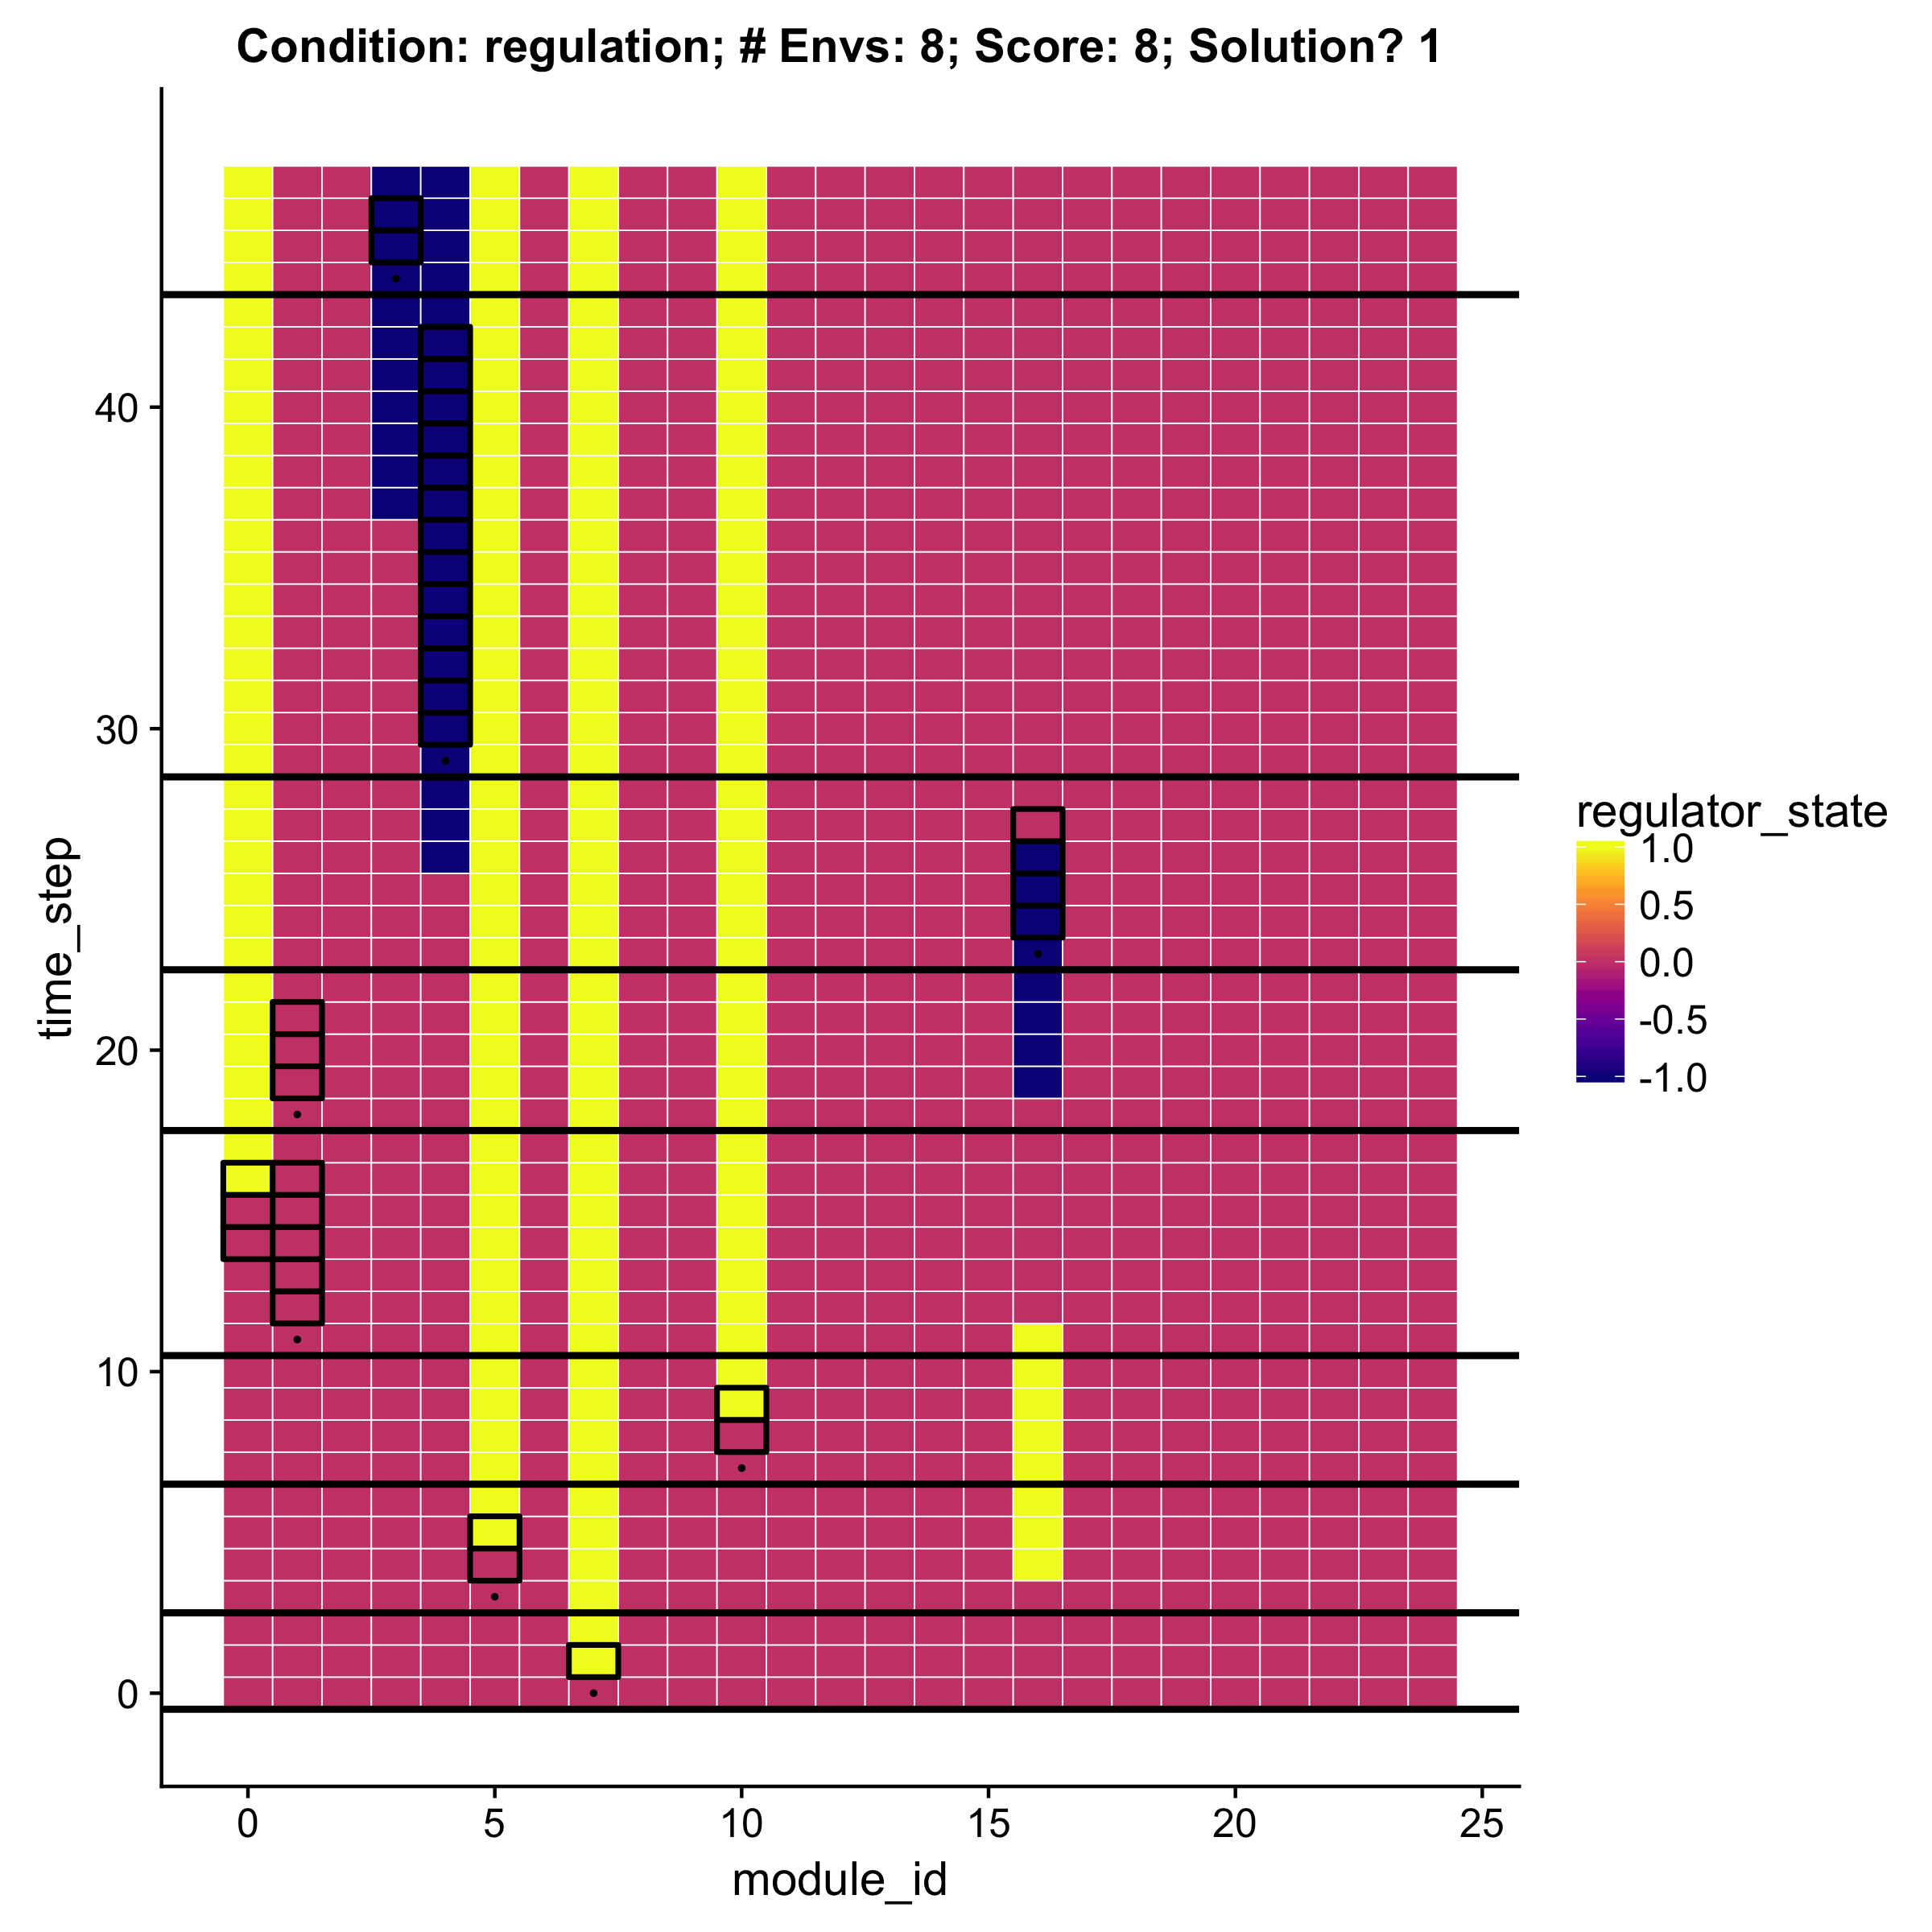 Condition: regulation; # Envs: 8; Score: 8; Solution? 1
time_step
40
30
20
10
0
0 5 10 15 20 25
module_id
regulator_state
1.0
0.5
0.0
-0.5
-1.0